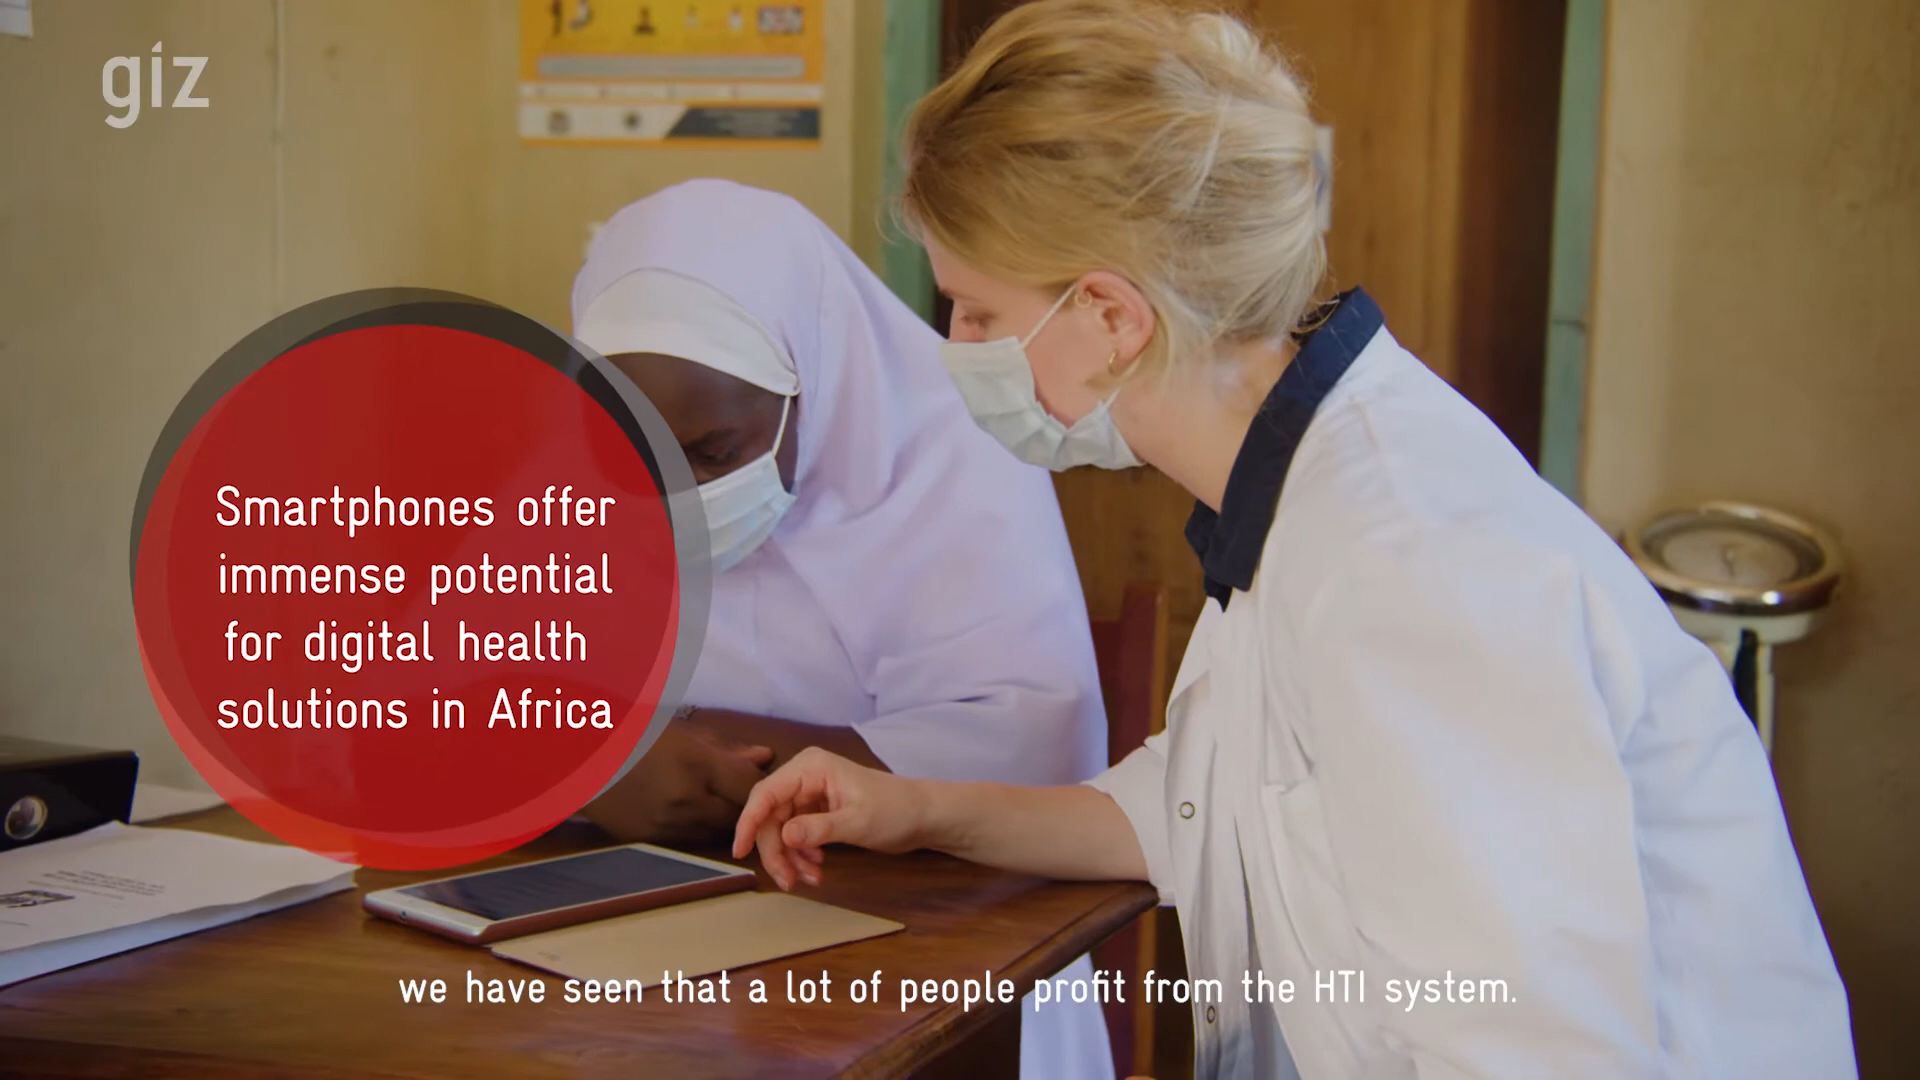 giz
Smartphones offer
immense potential
for digital health
solutions in Africa
we have seen that a lot of people profit from the HTI system.